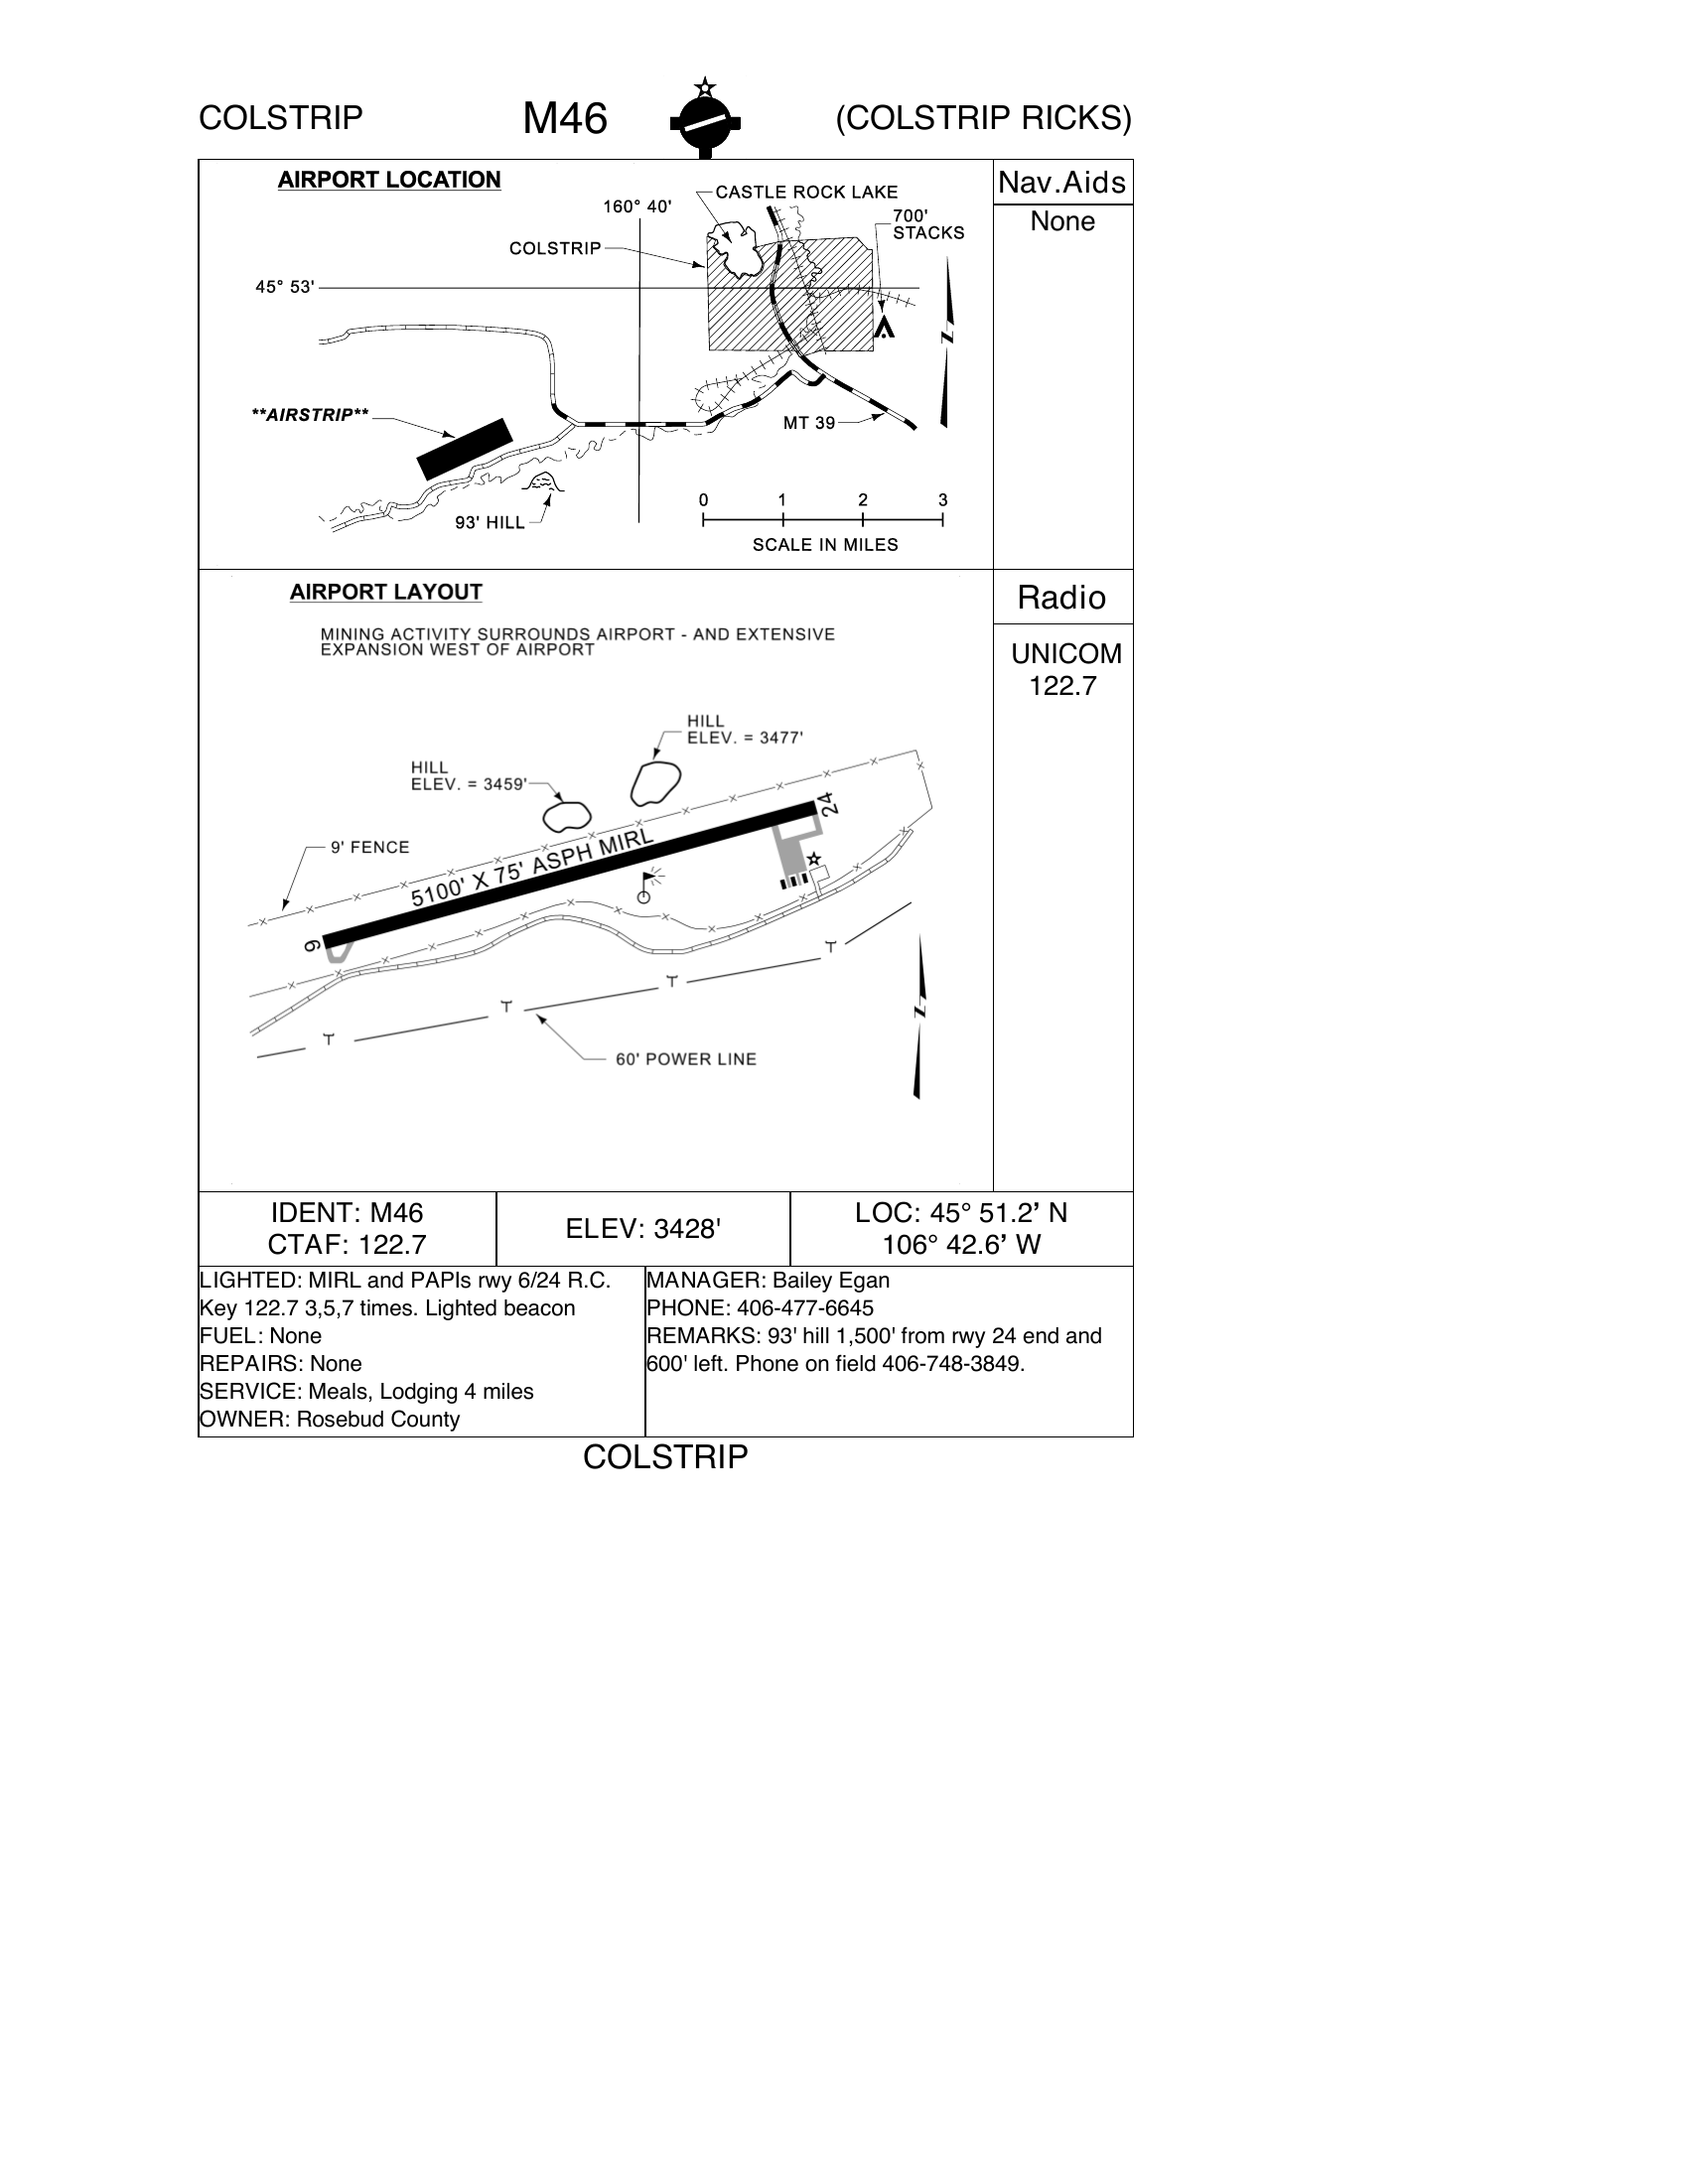 COLSTRIP M46 (COLSTRIP RICKS)
AIRPORT LOCATION
Nav.Aids
None
CASTLE ROCK LAKE
160° 40'
700'
STACKS
COLSTRIP
45° 53'
**AIRSTRIP**
MT 39
93' HILL
0 1 2 3
SCALE IN MILES
N
AIRPORT LAYOUT
Radio
UNICOM
122.7
MINING ACTIVITY SURROUNDS AIRPORT - AND EXTENSIVE
EXPANSION WEST OF AIRPORT
HILL
ELEV. = 3477'
HILL
ELEV. = 3459'
24
9' FENCE
5100' X 75' ASPH MIRL
6
60' POWER LINE
N
IDENT: M46
CTAF: 122.7
ELEV: 3428'
LOC: 45° 51.2’ N
106° 42.6’ W
LIGHTED: MIRL and PAPIs rwy 6/24 R.C.
Key 122.7 3,5,7 times. Lighted beacon
FUEL: None
REPAIRS: None
SERVICE: Meals, Lodging 4 miles
OWNER: Rosebud County
MANAGER: Bailey Egan
PHONE: 406-477-6645
REMARKS: 93' hill 1,500' from rwy 24 end and
600' left. Phone on field 406-748-3849.
COLSTRIP